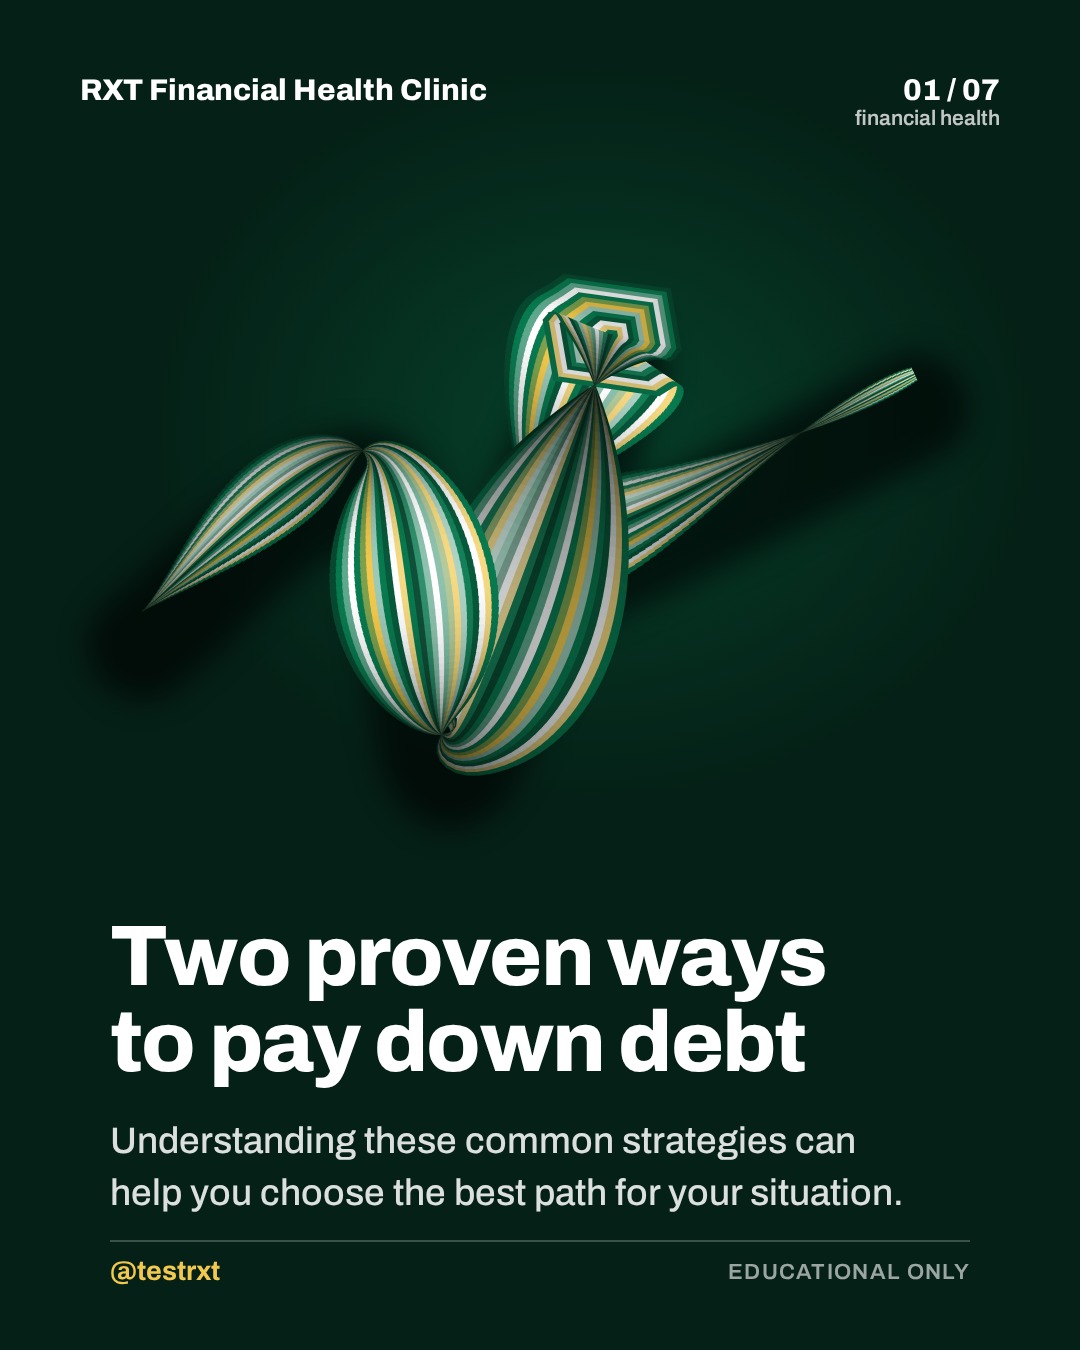 RXT Financial Health Clinic
01 / 07
financial health
Two proven ways
to pay down debt
Understanding these common strategies can
help you choose the best path for your situation.
@testrxt
EDUCATIONAL ONLY